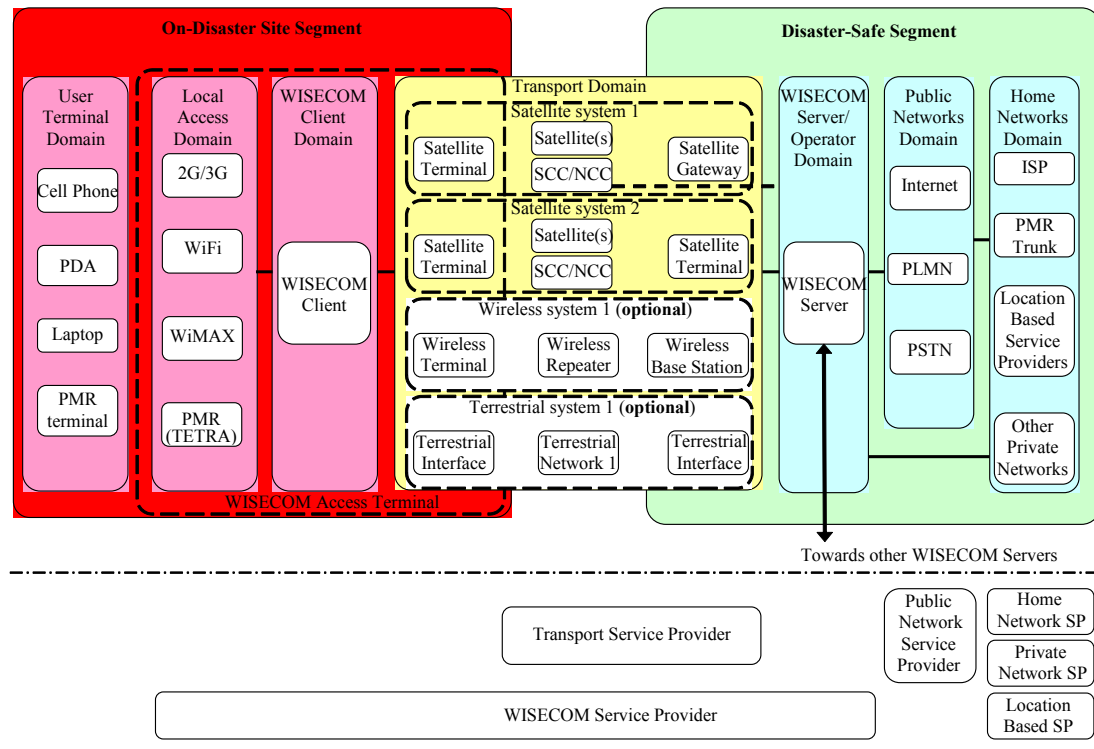 On-Disaster Site Segment
Disaster-Safe Segment
User
Terminal
Domain
Cell Phone
PDA
Laptop
PMR
terminal
Local
Access
Domain
2G/3G
WiFi
WiMAX
PMR
(TETRA)
WISECOM
Client
Domain
WISECOM
Client
WISECOM Access Terminal
Transport Domain
Satellite system 1
Satellite
Terminal
Satellite(s)
SCC/NCC
Satellite
Gateway
Satellite system 2
Satellite
Terminal
Satellite(s)
SCC/NCC
Satellite
Terminal
Wireless system 1 (optional)
Wireless
Terminal
Wireless
Repeater
Wireless
Base Station
Terrestrial system 1 (optional)
Terrestrial
Interface
Terrestrial
Network 1
Terrestrial
Interface
WISECOM
Server/
Operator
Domain
WISECOM
Server
Public
Networks
Domain
Internet
PLMN
PSTN
Home
Networks
Domain
ISP
PMR
Trunk
Location
Based
Service
Providers
Other
Private
Networks
Towards other WISECOM Servers
Transport Service Provider
Public
Network
Service
Provider
Home
Network SP
Private
Network SP
Location
Based SP
WISECOM Service Provider